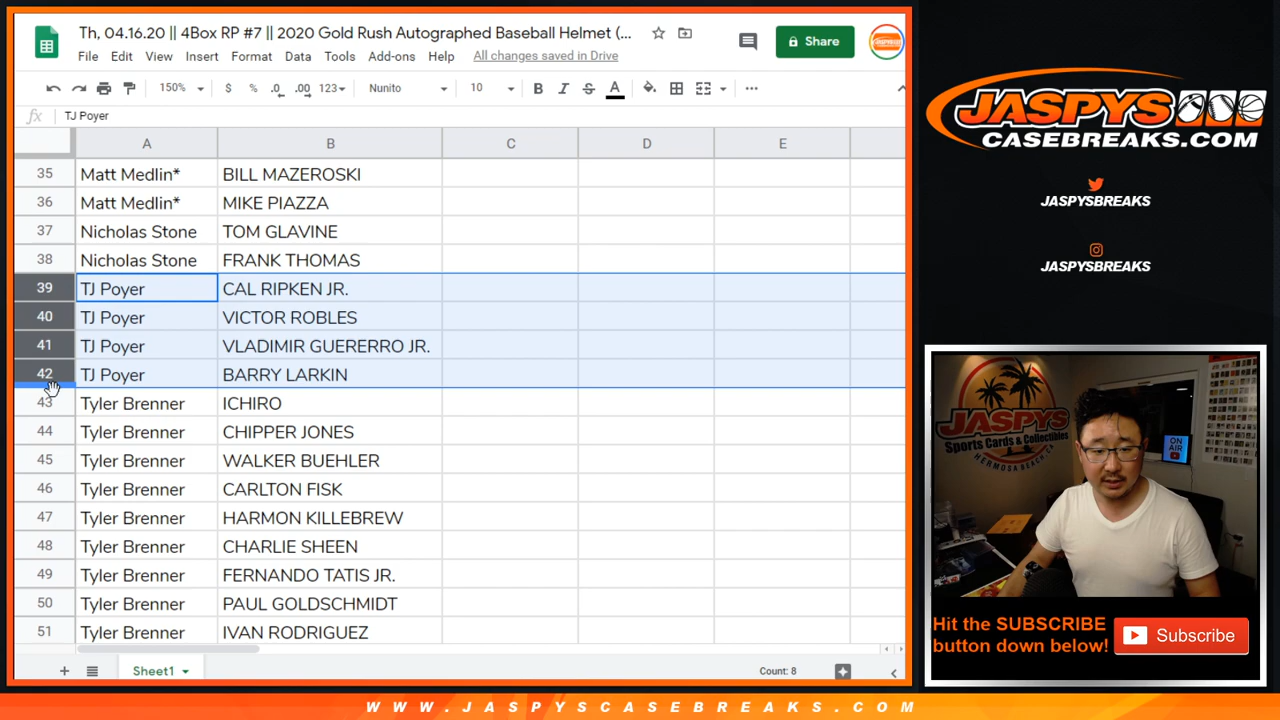 Th, 04.16.20 || 4Box RP #7 || 2020 Gold Rush Autographed Baseball Helmet (...
File Edit View Insert Format Data Tools Add-ons Help All changes saved in Drive
Share
150% $ % .0 .00 123 Nunito 10 B I S A ...
fx TJ Poyer
A B C D E
35 Matt Medlin* BILL MAZEROSKI
36 Matt Medlin* MIKE PIAZZA
37 Nicholas Stone TOM GLAVINE
38 Nicholas Stone FRANK THOMAS
39 TJ Poyer CAL RIPKEN JR.
40 TJ Poyer VICTOR ROBLES
41 TJ Poyer VLADIMIR GUERERRO JR.
42 TJ Poyer BARRY LARKIN
43 Tyler Brenner ICHIRO
44 Tyler Brenner CHIPPER JONES
45 Tyler Brenner WALKER BUEHLER
46 Tyler Brenner CARLTON FISK
47 Tyler Brenner HARMON KILLEBREW
48 Tyler Brenner CHARLIE SHEEN
49 Tyler Brenner FERNANDO TATIS JR.
50 Tyler Brenner PAUL GOLDSCHMIDT
51 Tyler Brenner IVAN RODRIGUEZ
Sheet1
Count: 8
JASPYS
CASEBREAKS.COM
JASPYSBREAKS
JASPYSBREAKS
JASPYS
Sports Cards & Collectibles
HERMOSA BEACH, CA
ON AIR
Hit the SUBSCRIBE
button down below!
Subscribe
WWW.JASPYSCASEBREAKS.COM